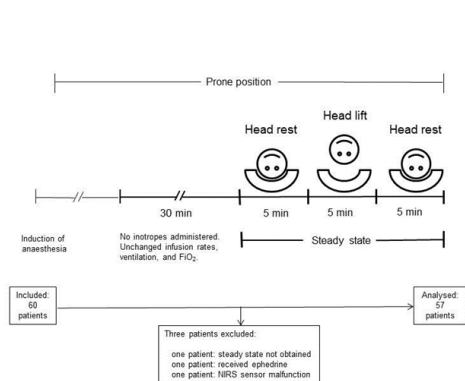 Prone position
Head lift
Head rest
Head rest
30 min
5 min
5 min
5 min
Induction of
anaesthesia
No inotropes administered.
Unchanged infusion rates,
ventilation, and FiO2.
Steady state
Included:
60
patients
Analysed:
57
patients
Three patients excluded:
one patient: steady state not obtained
one patient: received ephedrine
one patient: NIRS sensor malfunction